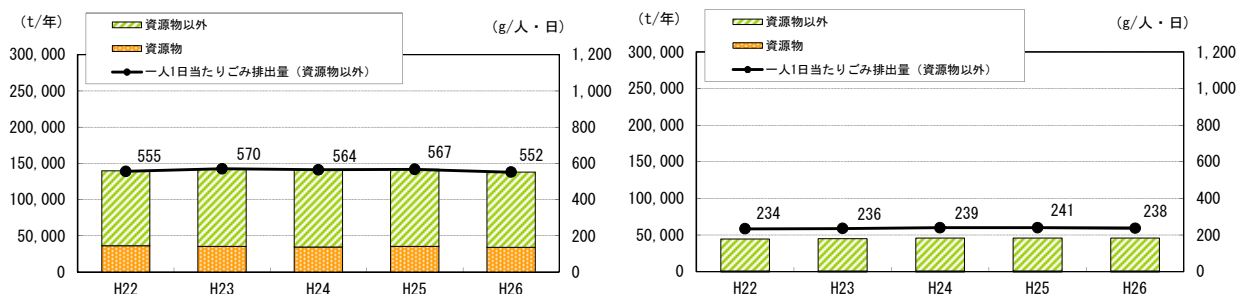 (t/年)
(g/人・日)
資源物以外
資源物
一人1日当たりごみ排出量（資源物以外）
300,000
250,000
200,000
150,000
100,000
50,000
0
1,200
1,000
800
600
400
200
0
555
570
564
567
552
H22
H23
H24
H25
H26
(t/年)
(g/人・日)
資源物以外
資源物
一人1日当たりごみ排出量（資源物以外）
300,000
250,000
200,000
150,000
100,000
50,000
0
1,200
1,000
800
600
400
200
0
234
236
239
241
238
H22
H23
H24
H25
H26